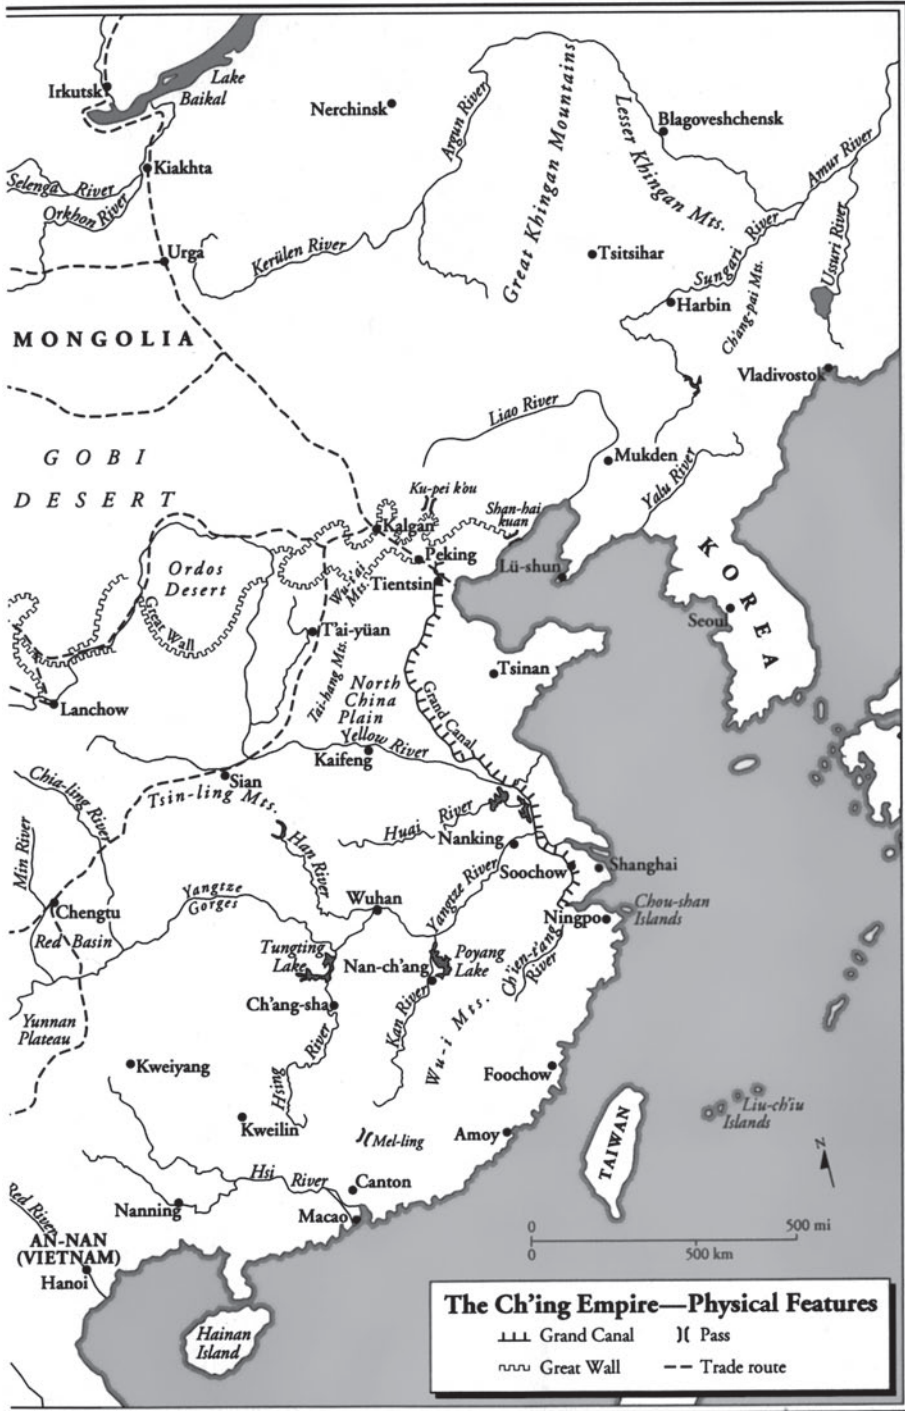 Lake
Baikal
Irkutsk
Nerchinsk
Argun River
Great Khingan Mountains
Lesser Khingan Mts.
Blagoveshchensk
Amur River
Kiakhta
Selenga River
Orkhon River
Urga
Kerülen River
Tsitsihar
Sungari River
Ussuri River
Harbin
Ch'ang-pai Mts.
MONGOLIA
Vladivostok
Liao River
GOBI
DESERT
Mukden
Yalu River
Ku-pei k'ou
Shan-hai
kuan
Kalgan
Peking
Ordos
Desert
Wu-t'ai
Mts.
Tientsin
Lü-shun
KOREA
Great Wall
T'ai-yüan
Seoul
Tai-hang Mts.
North
China
Plain
Tsinan
Grand Canal
Lanchow
Yellow River
Kaifeng
Sian
Tsin-ling Mts.
Chia-ling River
Min River
Han River
Huai River
Nanking
Soochow
Shanghai
Yangtze
Gorges
Wuhan
Yangtze River
Chou-shan
Islands
Chengtu
Ningpo
Red Basin
Tungting
Lake
Nan-ch'ang
Poyang
Lake
Ch'ien-t'ang
River
Ch'ang-sha
Kan River
Wu-i Mts.
Yunnan
Plateau
Hsing River
Kweiyang
Foochow
Kweilin
Mel-ling
Amoy
TAIWAN
Liu-ch'iu
Islands
N
Hsi River
Canton
Nanning
Macao
Red River
AN-NAN
(VIETNAM)
Hanoi
0 500 mi
0 500 km
Hainan
Island
The Ch'ing Empire—Physical Features
Grand Canal Pass
Great Wall Trade route